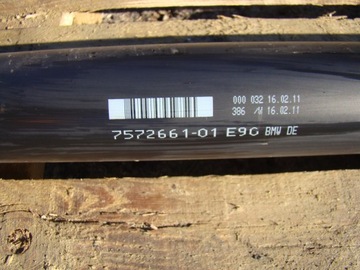 000 032 16.02.11
386 /W 16.02.11
7572661-01 E90 BMW DE